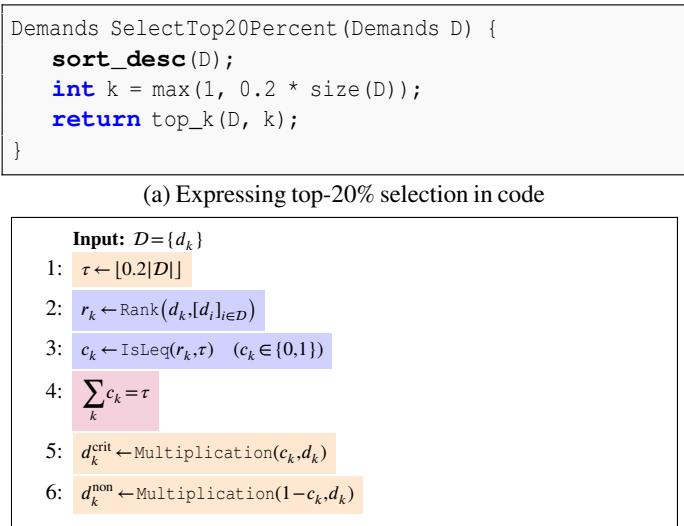 Demands SelectTop20Percent(Demands D) {
sort_desc(D);
int k = max(1, 0.2 * size(D));
return top_k(D, k);
}
(a) Expressing top-20% selection in code
Input: 𝒟={d_k}
1: τ←⌊0.2|𝒟|⌋
2: r_k←Rank(d_k,[d_i]_{i∈𝒟})
3: c_k←IsLeq(r_k,τ) (c_k∈{0,1})
4: ∑_k c_k=τ
5: d_k^{crit}←Multiplication(c_k,d_k)
6: d_k^{non}←Multiplication(1−c_k,d_k)